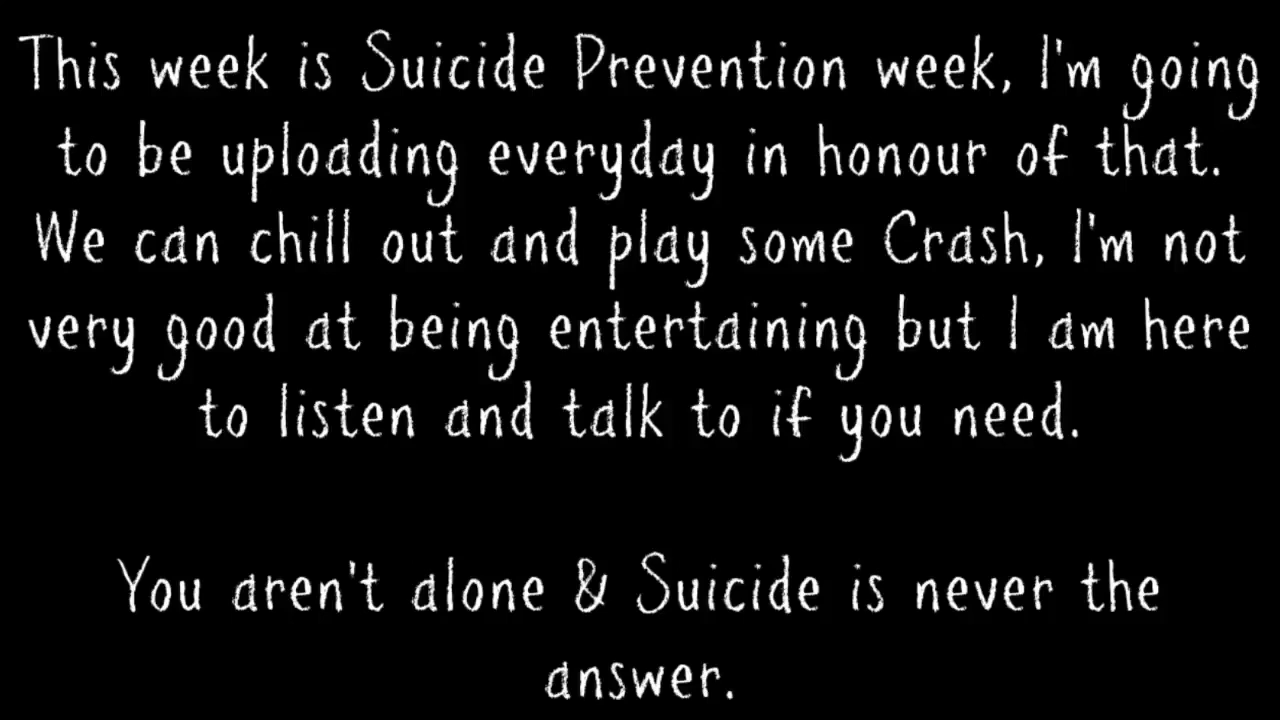 This week is Suicide Prevention week, I'm going
to be uploading everyday in honour of that.
We can chill out and play some Crash, I'm not
very good at being entertaining but I am here
to listen and talk to if you need.
You aren't alone & Suicide is never the
answer.